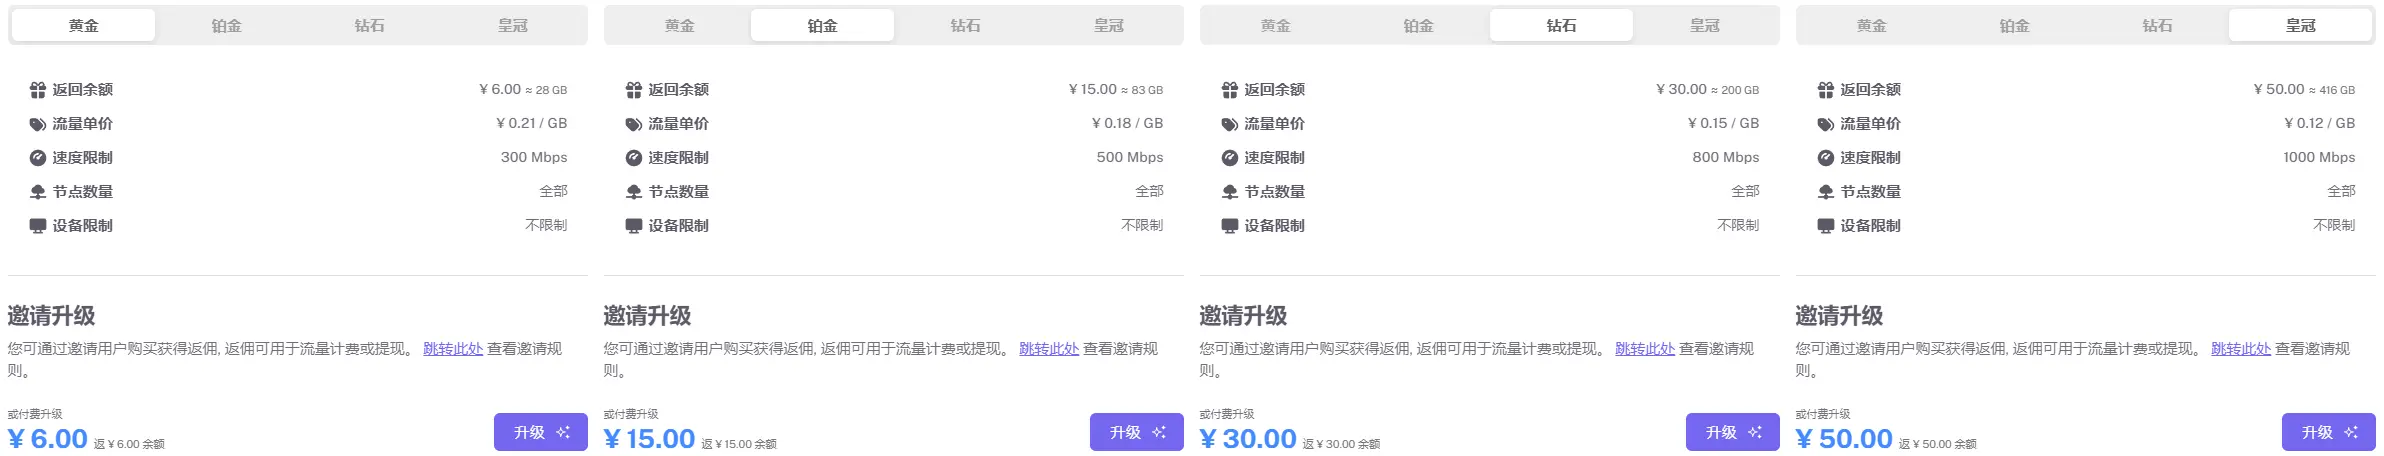 黄金 铂金 钻石 皇冠
返回余额 ¥ 6.00 ≈ 28 GB
流量单价 ¥ 0.21 / GB
速度限制 300 Mbps
节点数量 全部
设备限制 不限制
邀请升级
您可通过邀请用户购买获得返佣, 返佣可用于流量计费或提现。 跳转此处 查看邀请规
则。
或付费升级
¥ 6.00 返 ¥ 6.00 余额
升级
黄金 铂金 钻石 皇冠
返回余额 ¥ 15.00 ≈ 83 GB
流量单价 ¥ 0.18 / GB
速度限制 500 Mbps
节点数量 全部
设备限制 不限制
邀请升级
您可通过邀请用户购买获得返佣, 返佣可用于流量计费或提现。 跳转此处 查看邀请规
则。
或付费升级
¥ 15.00 返 ¥ 15.00 余额
升级
黄金 铂金 钻石 皇冠
返回余额 ¥ 30.00 ≈ 200 GB
流量单价 ¥ 0.15 / GB
速度限制 800 Mbps
节点数量 全部
设备限制 不限制
邀请升级
您可通过邀请用户购买获得返佣, 返佣可用于流量计费或提现。 跳转此处 查看邀请规
则。
或付费升级
¥ 30.00 返 ¥ 30.00 余额
升级
黄金 铂金 钻石 皇冠
返回余额 ¥ 50.00 ≈ 416 GB
流量单价 ¥ 0.12 / GB
速度限制 1000 Mbps
节点数量 全部
设备限制 不限制
邀请升级
您可通过邀请用户购买获得返佣, 返佣可用于流量计费或提现。 跳转此处 查看邀请规
则。
或付费升级
¥ 50.00 返 ¥ 50.00 余额
升级